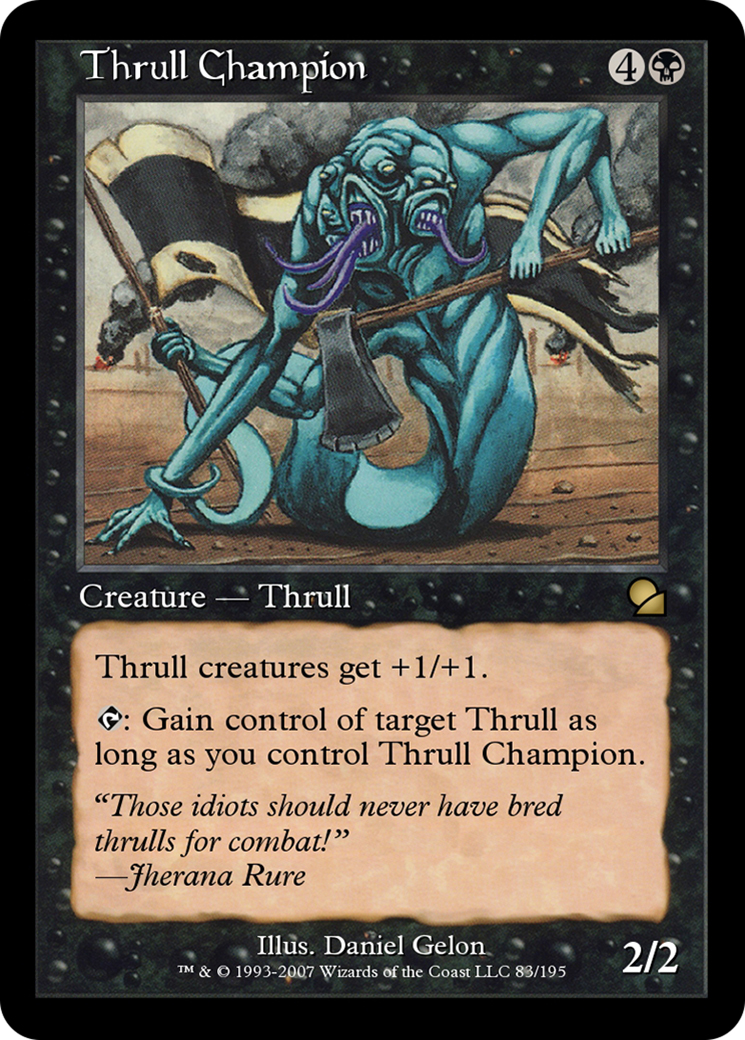 Thrull Champion 4
Creature — Thrull
Thrull creatures get +1/+1.
: Gain control of target Thrull as
long as you control Thrull Champion.
“Those idiots should never have bred
thrulls for combat!”
—Jherana Rure
Illus. Daniel Gelon
™ & © 1993-2007 Wizards of the Coast LLC 83/195
2/2